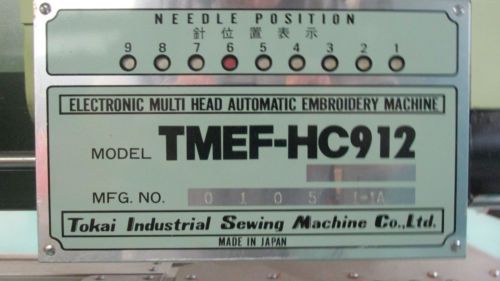 NEEDLE POSITION
針位置表示
9 8 7 6 5 4 3 2 1
ELECTRONIC MULTI HEAD AUTOMATIC EMBROIDERY MACHINE
MODEL TMEF-HC912
MFG. NO. 0105
Tokai Industrial Sewing Machine Co.,Ltd.
MADE IN JAPAN